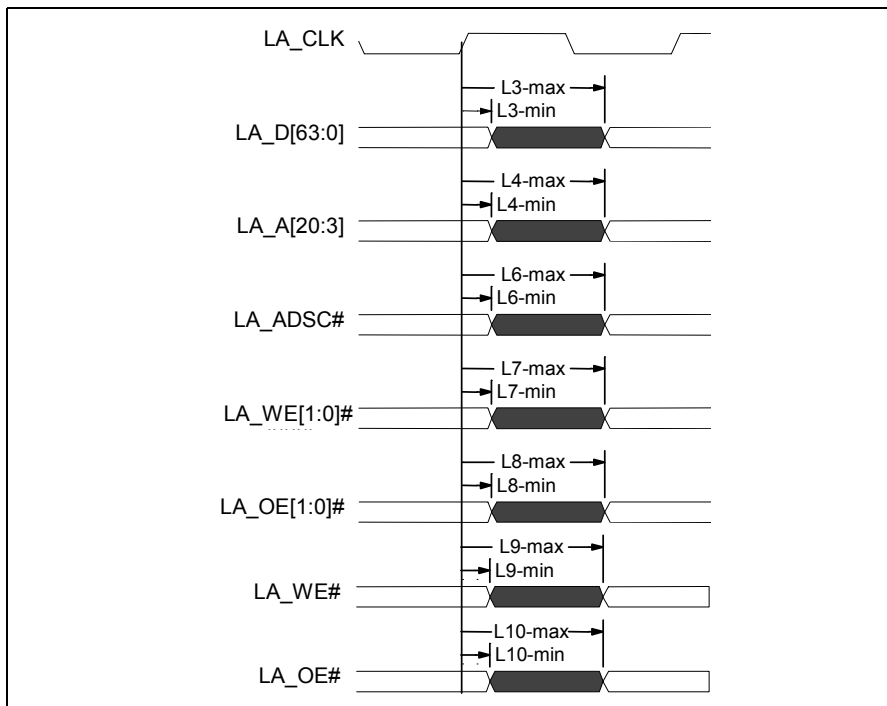 LA_CLK
L3-max
L3-min
LA_D[63:0]
L4-max
L4-min
LA_A[20:3]
L6-max
L6-min
LA_ADSC#
L7-max
L7-min
LA_WE[1:0]#
L8-max
L8-min
LA_OE[1:0]#
L9-max
L9-min
LA_WE#
L10-max
L10-min
LA_OE#